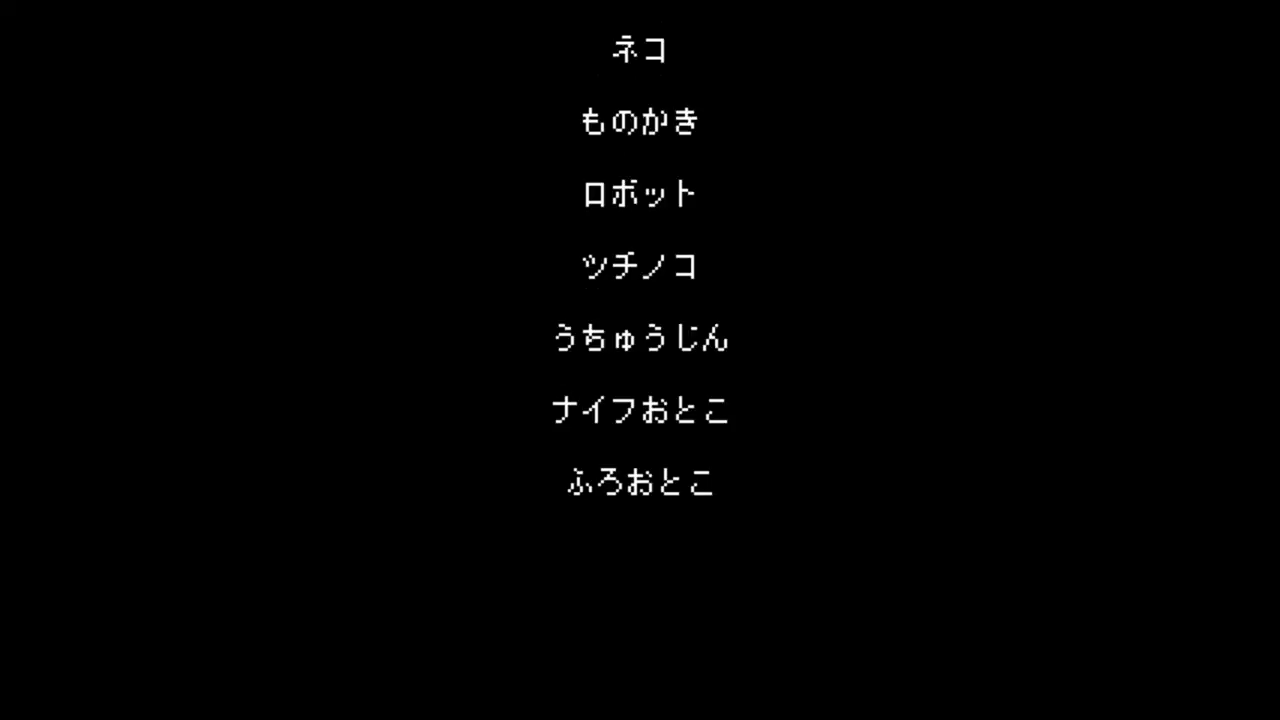 ネコ
ものかき
ロボット
ツチノコ
うちゅうじん
ナイフおとこ
ふろおとこ